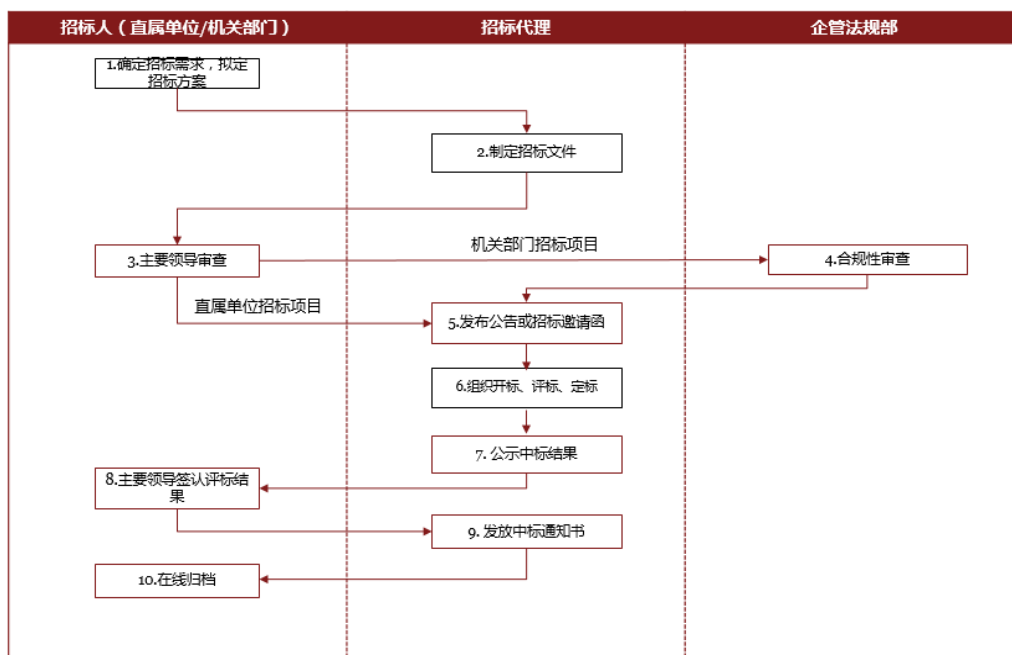 招标人（直属单位/机关部门）
招标代理
企管法规部
1.确定招标需求，拟定
招标方案
2.制定招标文件
机关部门招标项目
3.主要领导审查
4.合规性审查
直属单位招标项目
5.发布公告或招标邀请函
6.组织开标、评标、定标
7. 公示中标结果
8.主要领导签认评标结
果
9. 发放中标通知书
10.在线归档